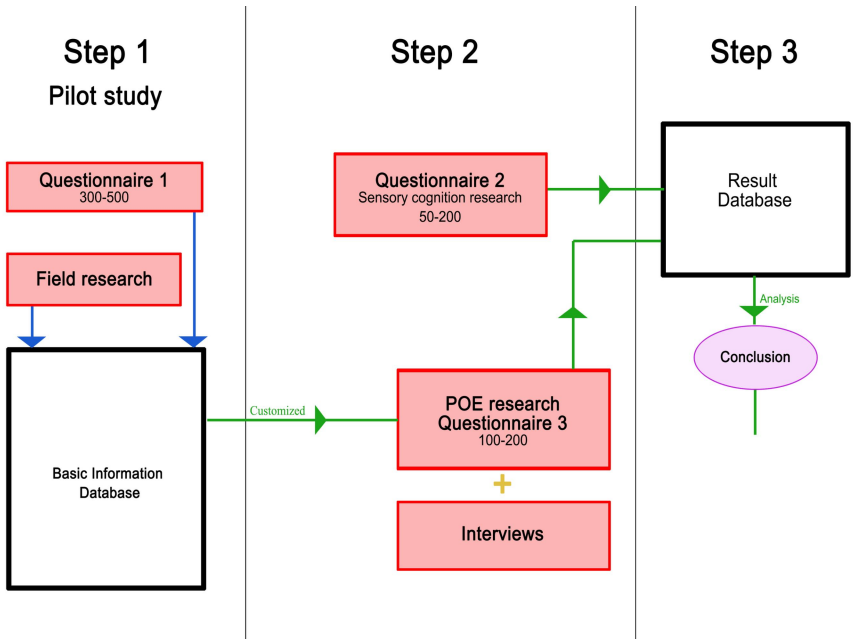 Step 1
Pilot study
Questionnaire 1
300-500
Field research
Basic Information
Database
Step 2
Questionnaire 2
Sensory cognition research
50-200
Customized
POE research
Questionnaire 3
100-200
+
Interviews
Step 3
Result
Database
Analysis
Conclusion